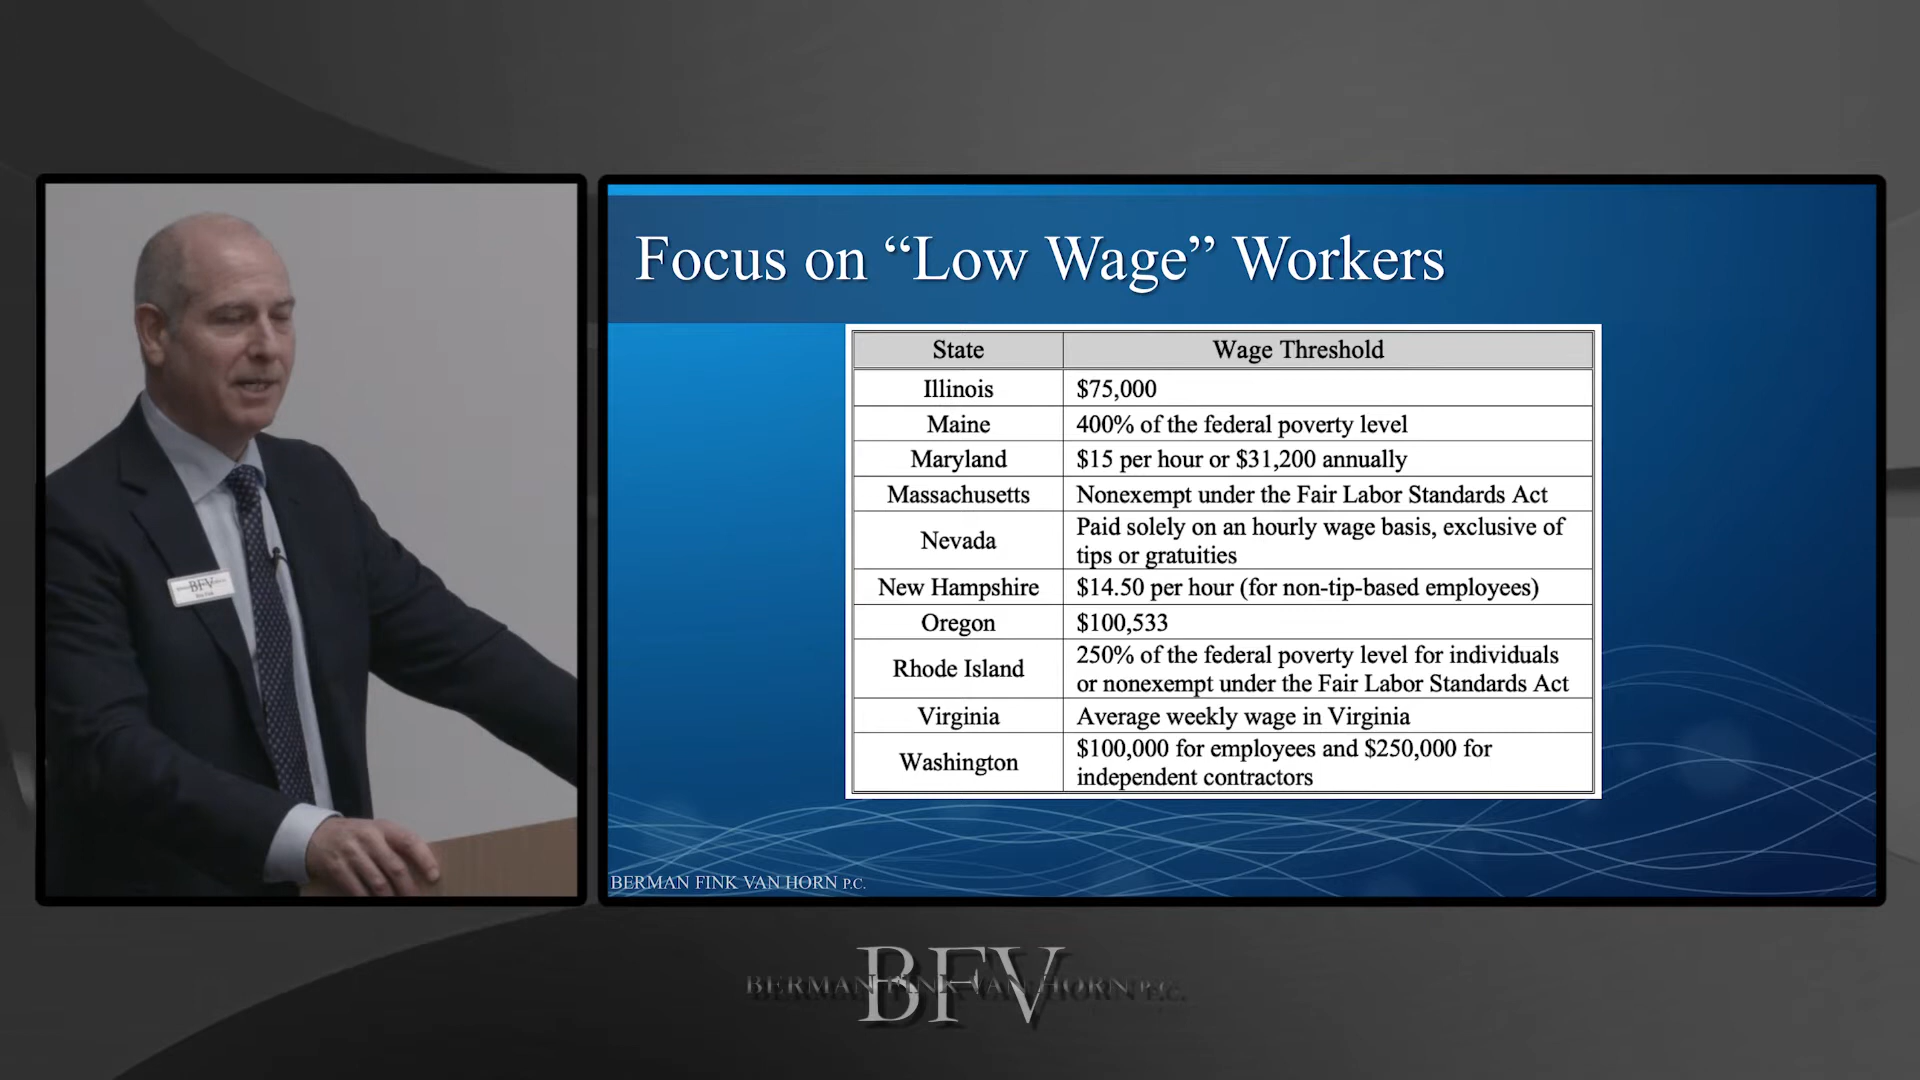 Focus on “Low Wage” Workers
State Wage Threshold
Illinois $75,000
Maine 400% of the federal poverty level
Maryland $15 per hour or $31,200 annually
Massachusetts Nonexempt under the Fair Labor Standards Act
Nevada Paid solely on an hourly wage basis, exclusive of
tips or gratuities
New Hampshire $14.50 per hour (for non-tip-based employees)
Oregon $100,533
Rhode Island 250% of the federal poverty level for individuals
or nonexempt under the Fair Labor Standards Act
Virginia Average weekly wage in Virginia
Washington $100,000 for employees and $250,000 for
independent contractors
BERMAN FINK VAN HORN P.C.
BFV
BFV
BERMAN FINK VAN HORN P.C.